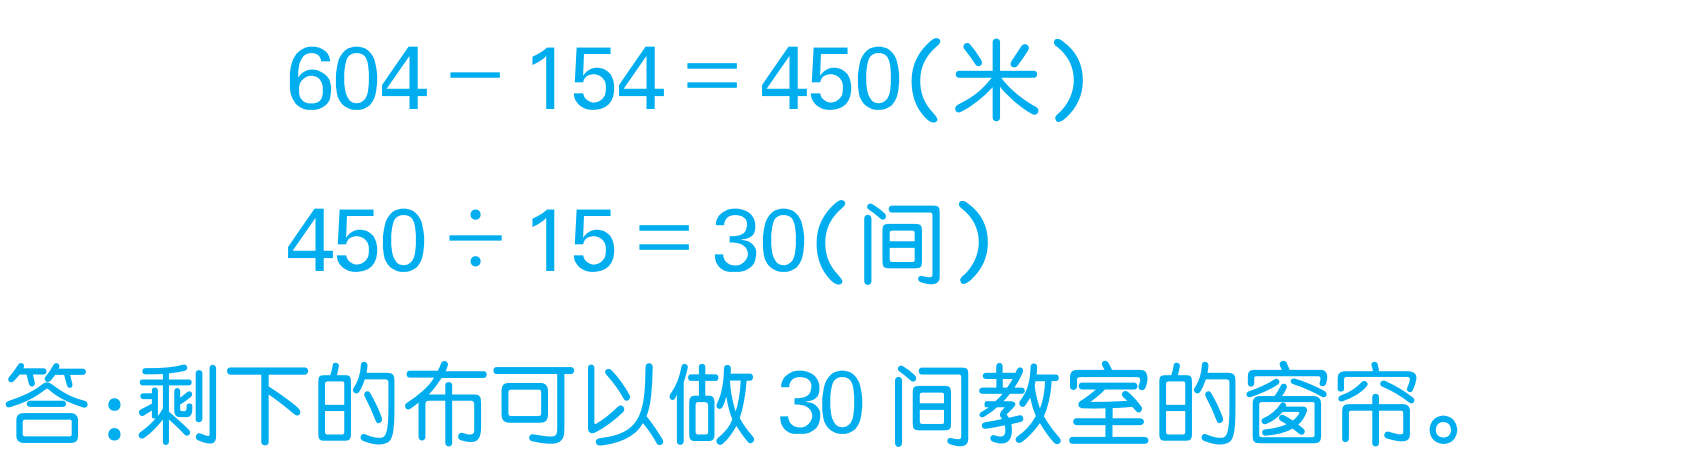 604 − 154 = 450(米)
450 ÷ 15 = 30(间)
答:剩下的布可以做 30 间教室的窗帘。